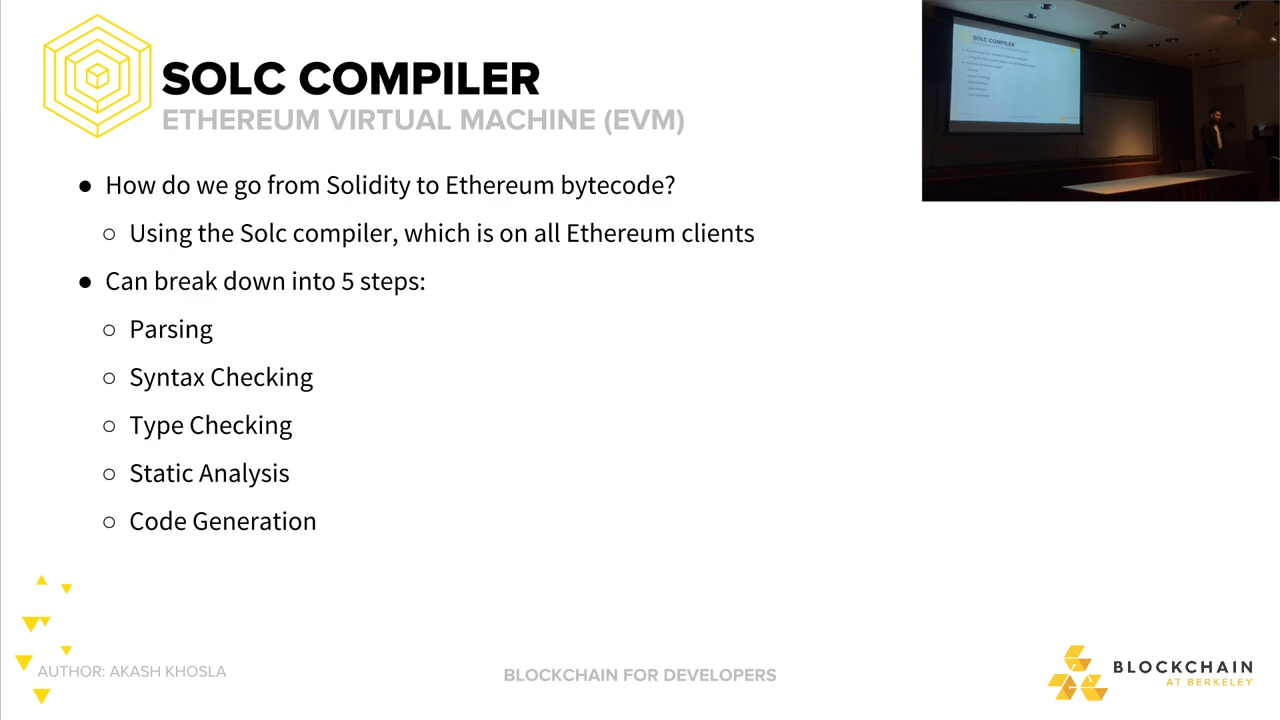 SOLC COMPILER
ETHEREUM VIRTUAL MACHINE (EVM)
● How do we go from Solidity to Ethereum bytecode?
○ Using the Solc compiler, which is on all Ethereum clients
● Can break down into 5 steps:
○ Parsing
○ Syntax Checking
○ Type Checking
○ Static Analysis
○ Code Generation
SOLC COMPILER
AUTHOR: AKASH KHOSLA
BLOCKCHAIN FOR DEVELOPERS
BLOCKCHAIN
AT BERKELEY